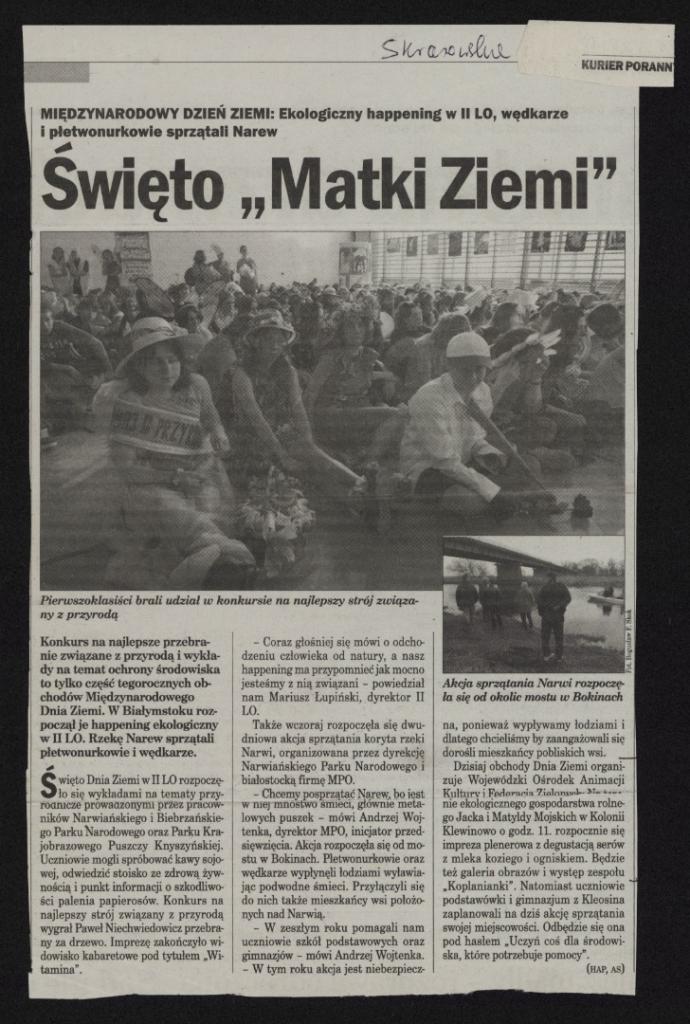 KURIER PORANN
MIĘDZYNARODOWY DZIEŃ ZIEMI: Ekologiczny happening w II LO, wędkarze
i płetwonurkowie sprzątali Narew
Święto „Matki Ziemi”
Pierwszoklasiści brali udział w konkursie na najlepszy strój związa-
ny z przyrodą
Konkurs na najlepsze przebra-
nie związane z przyrodą i wykła-
dy na temat ochrony środowiska
to tylko część tegorocznych ob-
chodów Międzynarodowego
Dnia Ziemi. W Białymstoku roz-
począł je happening ekologiczny
w II LO. Rzekę Narew sprzątali
płetwonurkowie i wędkarze.
Święto Dnia Ziemi w II LO rozpoczę-
ło się wykładami na tematy przy-
rodnicze prowadzonymi przez pracow-
ników Narwiańskiego i Biebrzańskie-
go Parku Narodowego oraz Parku Kra-
jobrazowego Puszczy Knyszyńskiej.
Uczniowie mogli spróbować kawy sojo-
wej, odwiedzić stoisko ze zdrową żyw-
nością i punkt informacji o szkodliwo-
ści palenia papierosów. Konkurs na
najlepszy strój związany z przyrodą
wygrał Paweł Niechwiedowicz przebra-
ny za drzewo. Imprezę zakończyło wi-
dowisko kabaretowe pod tytułem „Wi-
tamina”.
– Coraz głośniej się mówi o odcho-
dzeniu człowieka od natury, a nasz
happening ma przypomnieć jak mocno
jesteśmy z nią związani – powiedział
nam Mariusz Łupiński, dyrektor II
LO.
Także wczoraj rozpoczęła się dwu-
dniowa akcja sprzątania koryta rzeki
Narwi, organizowana przez dyrekcję
Narwiańskiego Parku Narodowego i
białostocką firmę MPO.
– Chcemy posprzątać Narew, bo jest
w niej mnóstwo śmieci, głównie meta-
lowych puszek – mówi Andrzej Woj-
tenka, dyrektor MPO, inicjator przed-
sięwzięcia. Akcja rozpoczęła się od mo-
stu w Bokinach. Płetwonurkowie oraz
wędkarze wypłynęli łodziami wyławia-
jąc podwodne śmieci. Przyłączyli się
do nich także mieszkańcy wsi położo-
nych nad Narwią.
– W zeszłym roku pomagali nam
uczniowie szkół podstawowych oraz
gimnazjów – mówi Andrzej Wojtenka.
– W tym roku akcja jest niebezpiecz-
Fot. Bogusław F. Skok
Akcja sprzątania Narwi rozpoczę-
ła się od okolic mostu w Bokinach
na, ponieważ wypływamy łodziami i
dlatego chcieliśmy by zaangażowali się
dorośli mieszkańcy pobliskich wsi.
Dzisiaj obchody Dnia Ziemi organi-
zuje Wojewódzki Ośrodek Animacji
Kultury i Federacja Zielonych. Na
nie ekologicznego gospodarstwa rolne-
go Jacka i Matyldy Mojskich w Kolonii
Klewinowo o godz. 11. rozpocznie się
impreza plenerowa z degustacją serów
z mleka koziego i ogniskiem. Będzie
też galeria obrazów i występ zespołu
„Koplanianki”. Natomiast uczniowie
podstawówki i gimnazjum z Kleosina
zaplanowali na dziś akcję sprzątania
swojej miejscowości. Odbędzie się ona
pod hasłem „Uczyń coś dla środowi-
ska, które potrzebuje pomocy”.
(HAP, AS)